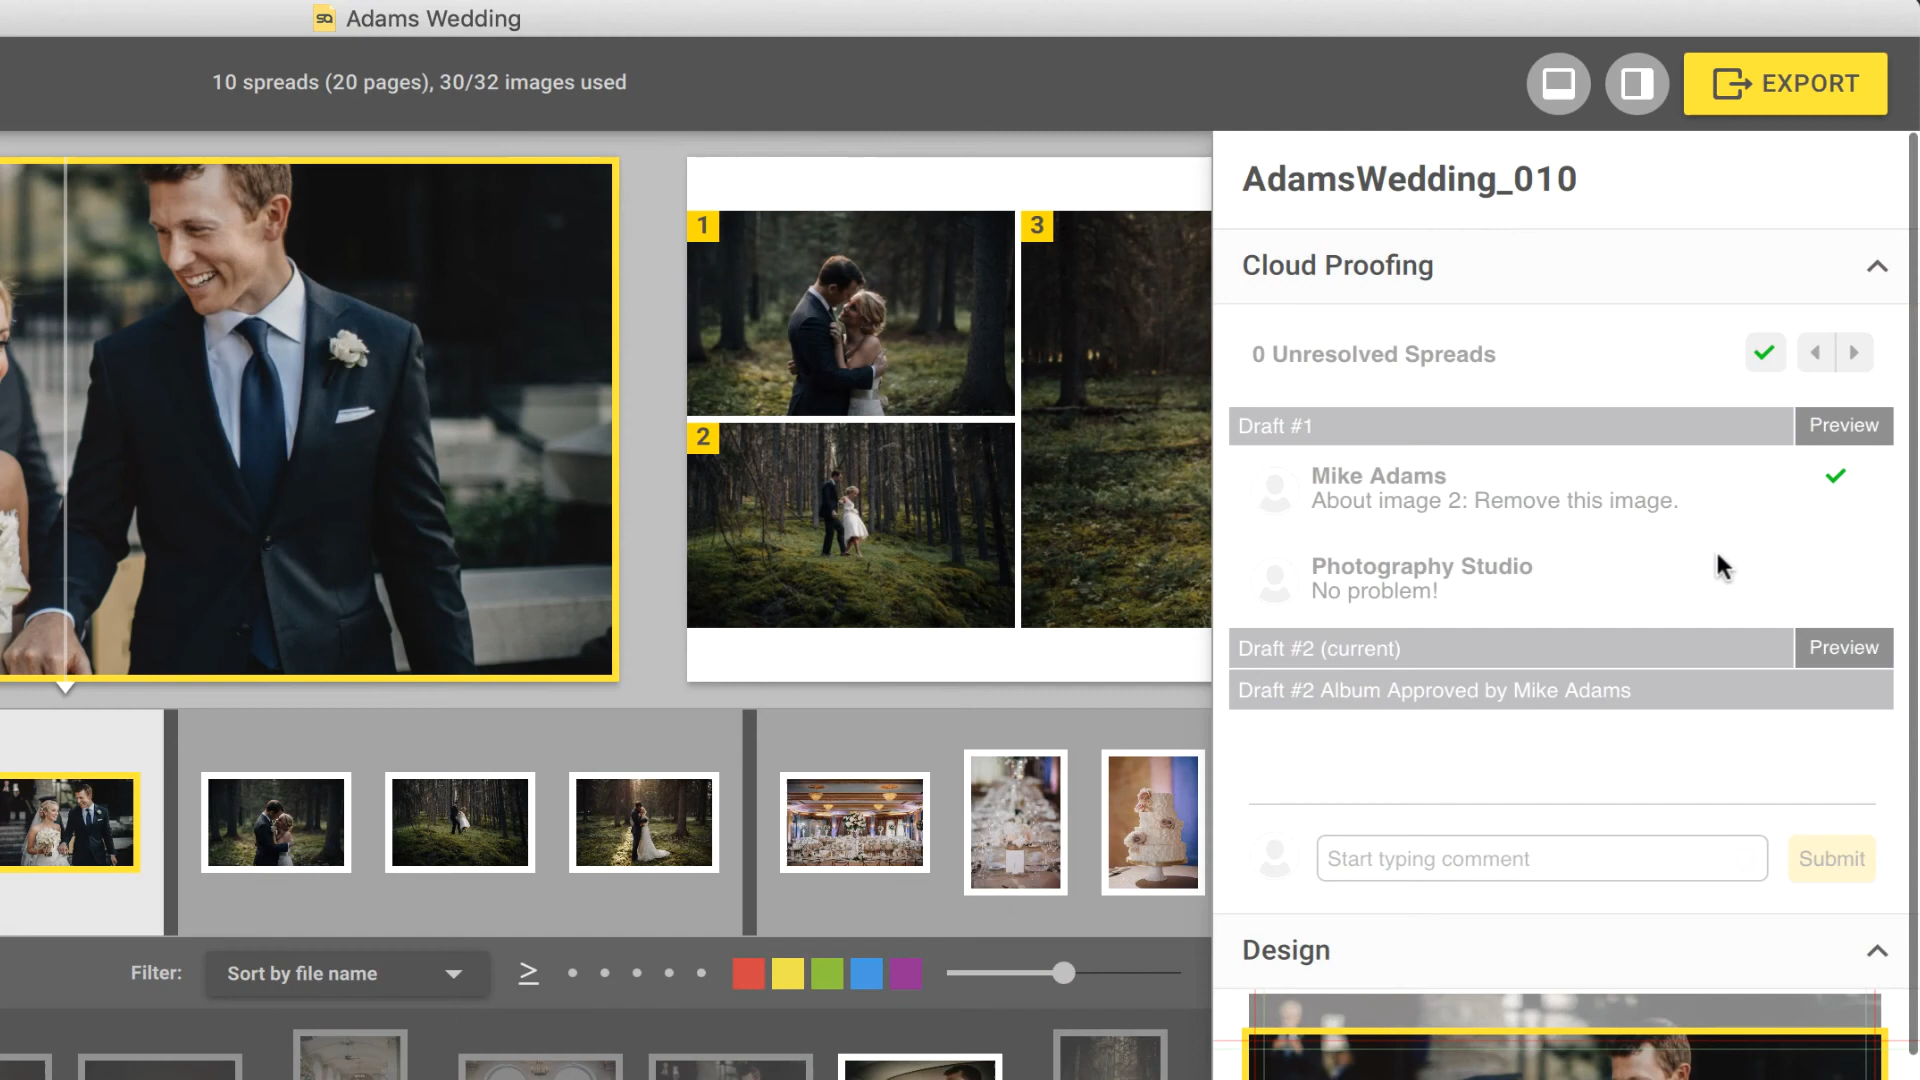 Adams Wedding
10 spreads (20 pages), 30/32 images used
EXPORT
1
3
2
AdamsWedding_010
Cloud Proofing
0 Unresolved Spreads
Draft #1
Preview
Mike Adams
About image 2: Remove this image.
Photography Studio
No problem!
Draft #2 (current)
Preview
Draft #2 Album Approved by Mike Adams
Start typing comment
Submit
Design
Filter:
Sort by file name
≥